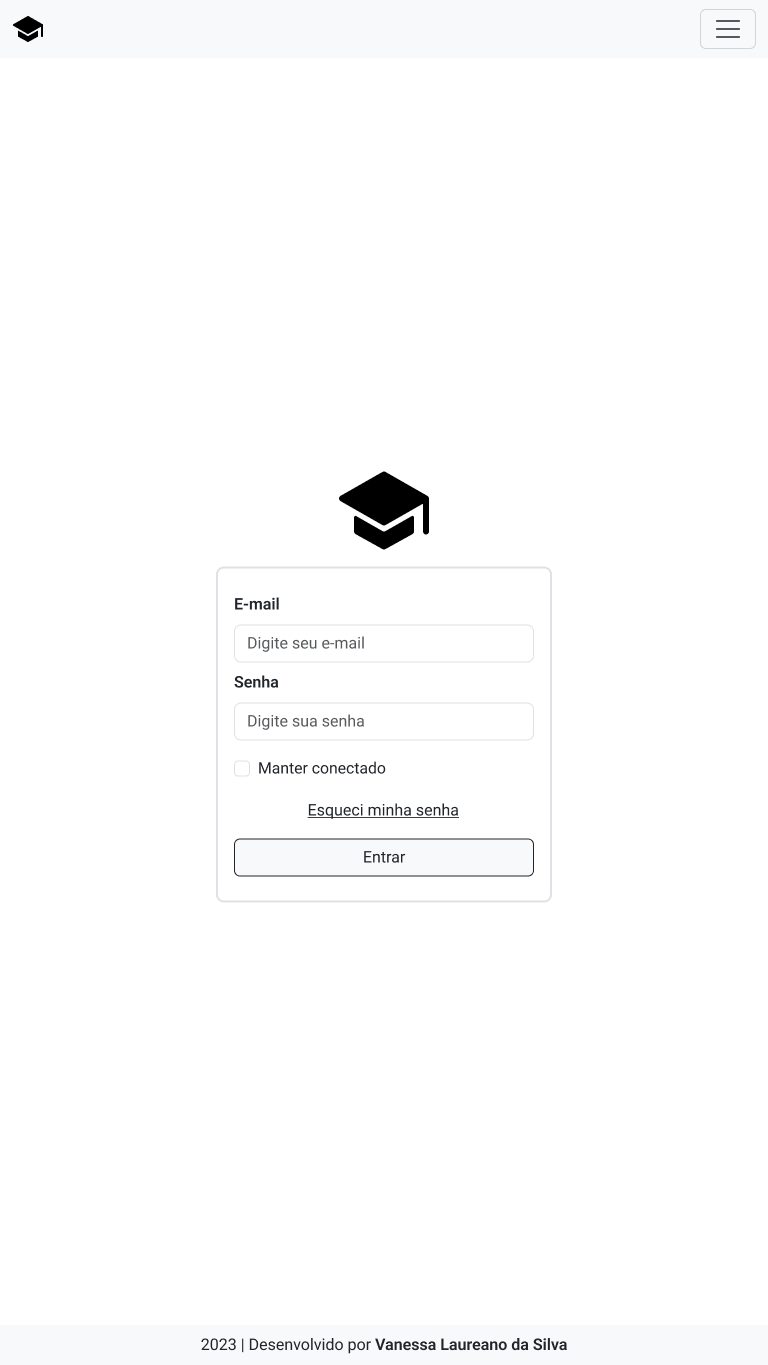 E-mail
Digite seu e-mail
Senha
Digite sua senha
Manter conectado
Esqueci minha senha
Entrar
2023 | Desenvolvido por Vanessa Laureano da Silva